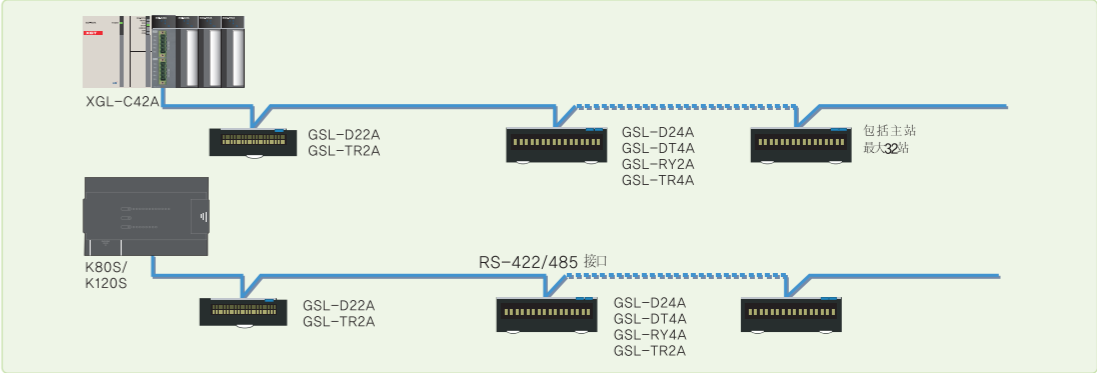 XGL-C42A
GSL-D22A
GSL-TR2A
GSL-D24A
GSL-DT4A
GSL-RY2A
GSL-TR4A
包括主站
最大32站
K80S/
K120S
RS-422/485 接口
GSL-D22A
GSL-TR2A
GSL-D24A
GSL-DT4A
GSL-RY4A
GSL-TR2A